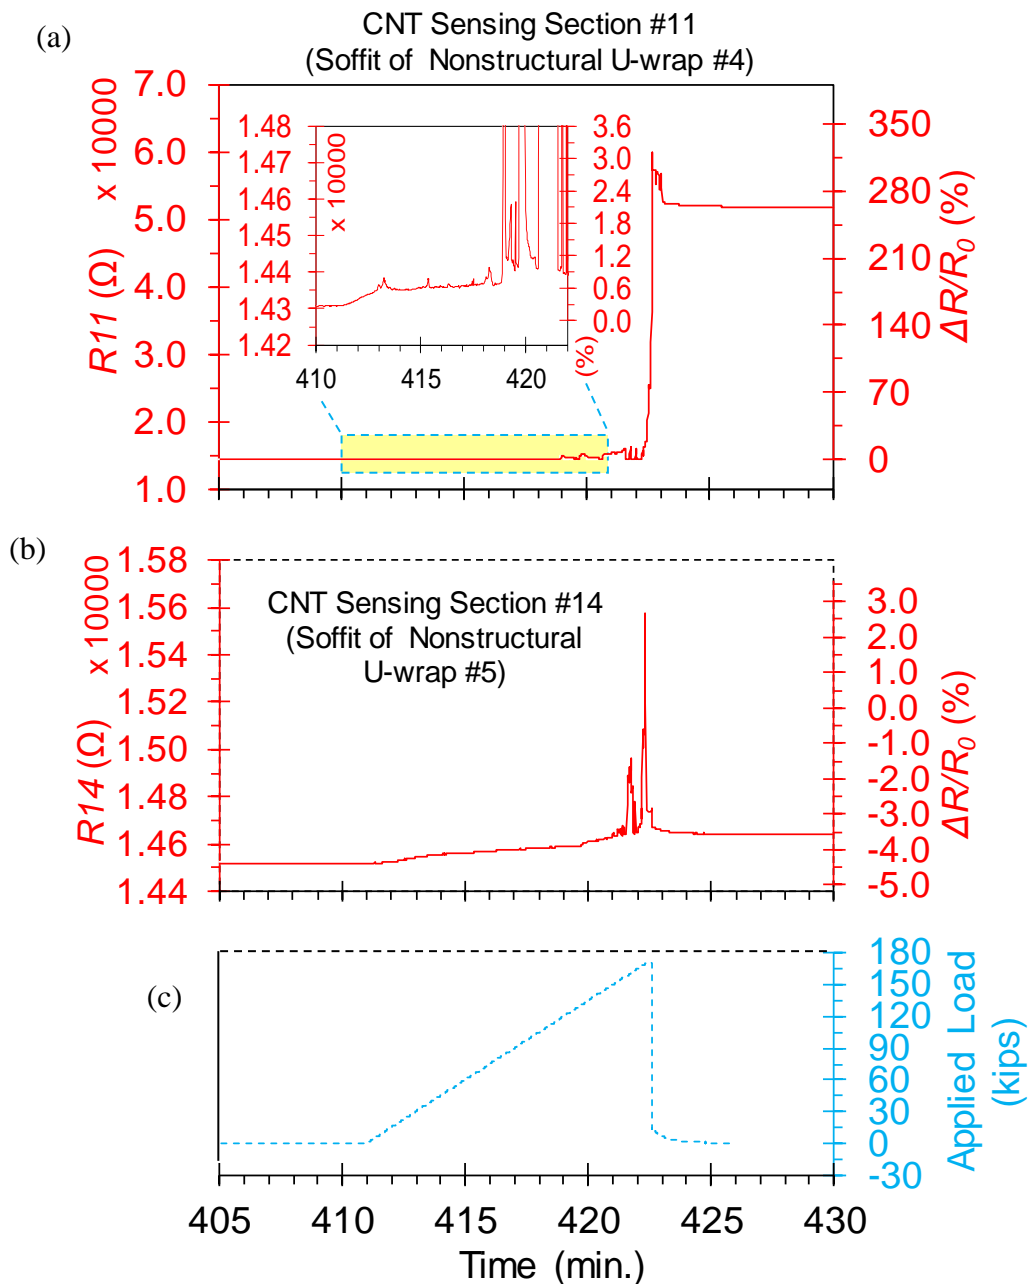 (a)
CNT Sensing Section #11
(Soffit of Nonstructural U-wrap #4)
x 10000
R11 (Ω)
7.0
6.0
5.0
4.0
3.0
2.0
1.0
x 10000
1.48
1.47
1.46
1.45
1.44
1.43
1.42
410 415 420
3.6
3.0
2.4
1.8
1.2
0.6
0.0
(%)
350
280
210
140
70
0
ΔR/R0 (%)
(b)
x 10000
R14 (Ω)
1.58
1.56
1.54
1.52
1.50
1.48
1.46
1.44
CNT Sensing Section #14
(Soffit of Nonstructural
U-wrap #5)
3.0
2.0
1.0
0.0
-1.0
-2.0
-3.0
-4.0
-5.0
ΔR/R0 (%)
(c)
180
150
120
90
60
30
0
-30
Applied Load
(kips)
405 410 415 420 425 430
Time (min.)